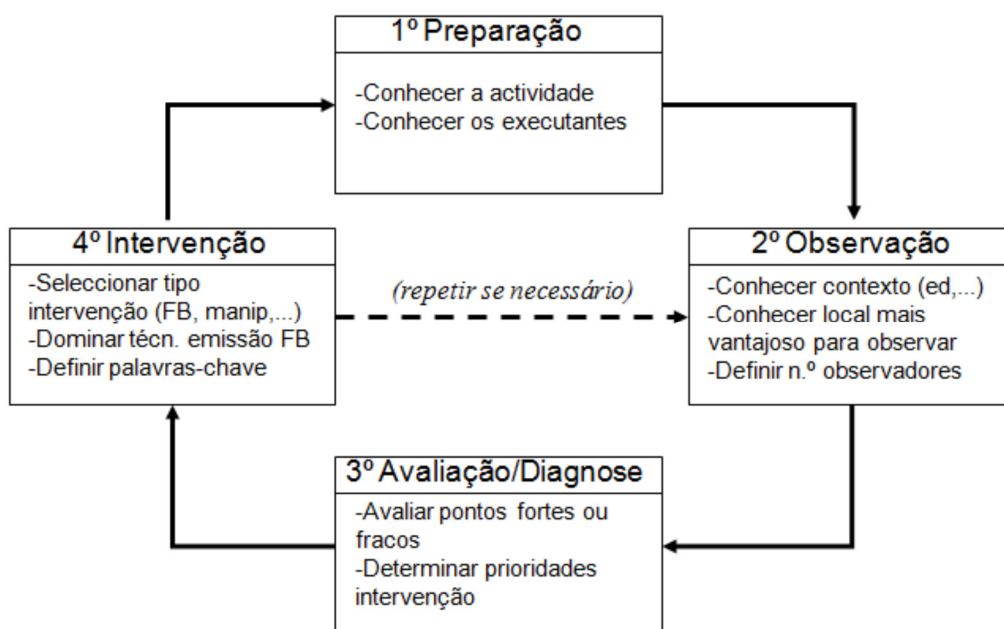 1º Preparação
-Conhecer a actividade
-Conhecer os executantes
4º Intervenção
-Seleccionar tipo
intervenção (FB, manip,...)
-Dominar técn. emissão FB
-Definir palavras-chave
(repetir se necessário)
2º Observação
-Conhecer contexto (ed,...)
-Conhecer local mais
vantajoso para observar
-Definir n.º observadores
3º Avaliação/Diagnose
-Avaliar pontos fortes ou
fracos
-Determinar prioridades
intervenção